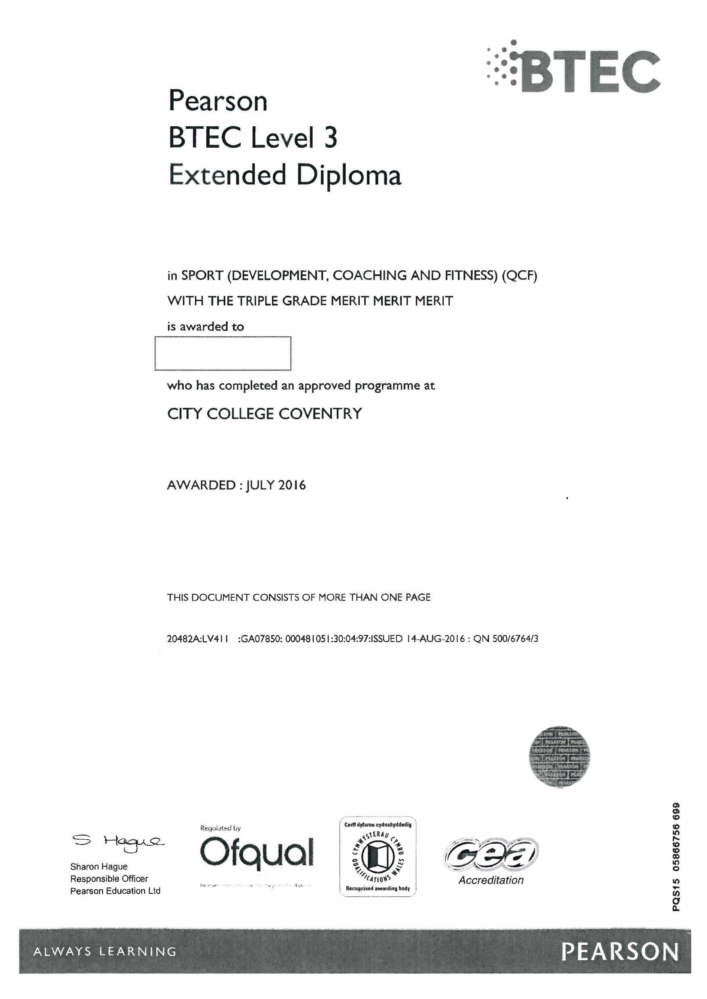 BTEC
Pearson
BTEC Level 3
Extended Diploma
in SPORT (DEVELOPMENT, COACHING AND FITNESS) (QCF)
WITH THE TRIPLE GRADE MERIT MERIT MERIT
is awarded to
who has completed an approved programme at
CITY COLLEGE COVENTRY
AWARDED : JULY 2016
THIS DOCUMENT CONSISTS OF MORE THAN ONE PAGE
20482A:LV411 :GA07850: 000481051:30:04:97:ISSUED 14-AUG-2016 : QN 500/6764/3
PEARSON
S Hague
Sharon Hague
Responsible Officer
Pearson Education Ltd
Regulated by
Ofqual
Corff dyfarnu cydnabyddedig
CYMWYSTERAU CYMRU
QUALIFICATIONS WALES
Recognised awarding body
cea
Accreditation
PQS15 05866756 699
ALWAYS LEARNING
PEARSON